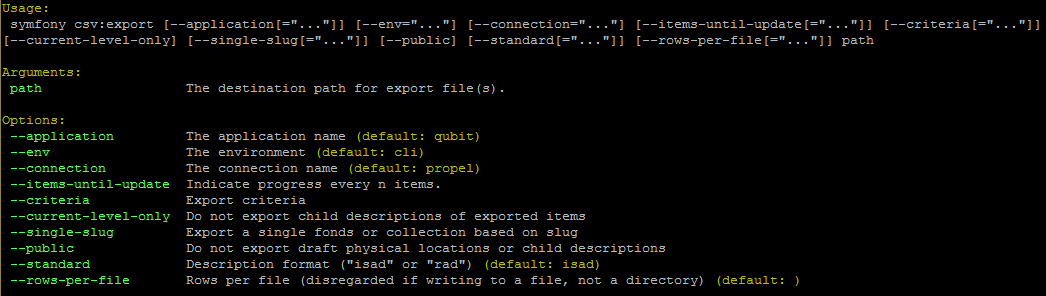 Usage:
symfony csv:export [--application[="..."]] [--env="..."] [--connection="..."] [--items-until-update[="..."]] [--criteria[="..."]]
[--current-level-only] [--single-slug[="..."]] [--public] [--standard[="..."]] [--rows-per-file[="..."]] path
Arguments:
path The destination path for export file(s).
Options:
--application The application name (default: qubit)
--env The environment (default: cli)
--connection The connection name (default: propel)
--items-until-update Indicate progress every n items.
--criteria Export criteria
--current-level-only Do not export child descriptions of exported items
--single-slug Export a single fonds or collection based on slug
--public Do not export draft physical locations or child descriptions
--standard Description format ("isad" or "rad") (default: isad)
--rows-per-file Rows per file (disregarded if writing to a file, not a directory) (default: )